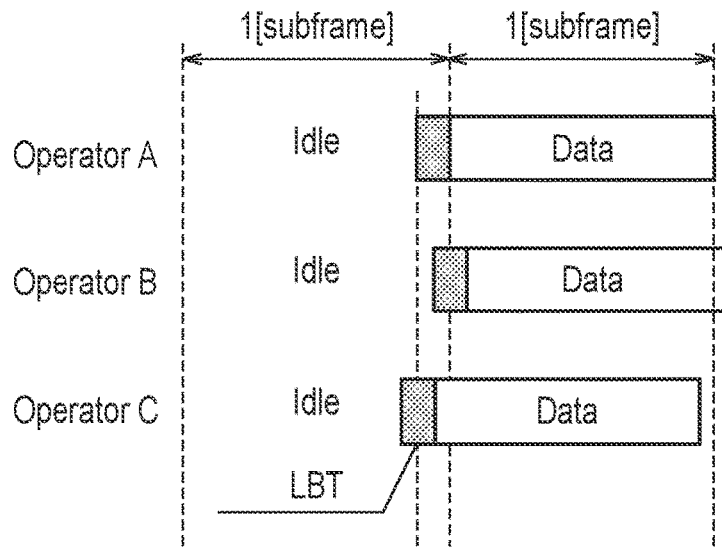 1[subframe] 1[subframe]
Operator A Idle Data
Operator B Idle Data
Operator C Idle Data
LBT